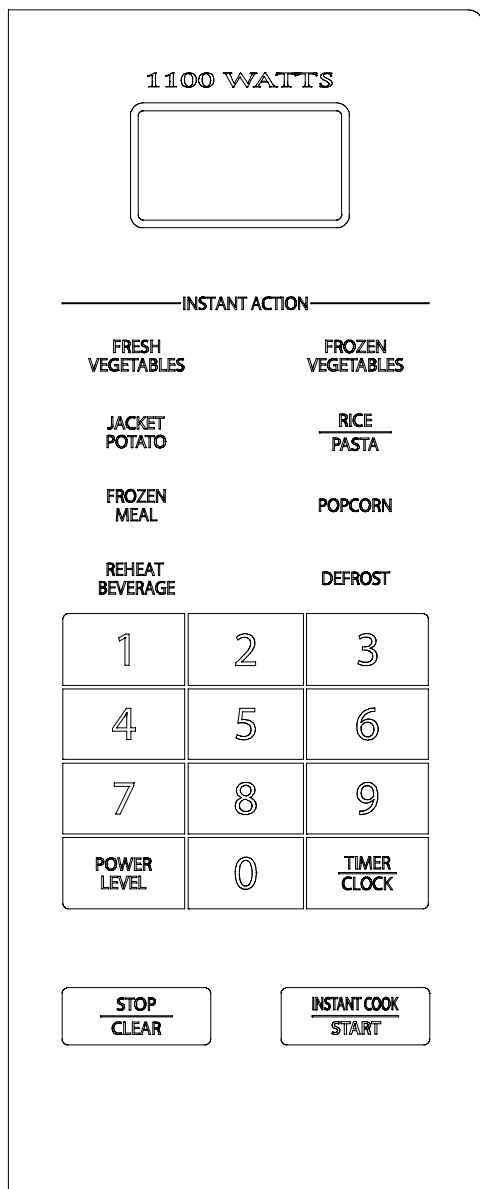 1100 WATTS
INSTANT ACTION
FRESH
VEGETABLES
FROZEN
VEGETABLES
JACKET
POTATO
RICE
PASTA
FROZEN
MEAL
POPCORN
REHEAT
BEVERAGE
DEFROST
1 2 3
4 5 6
7 8 9
POWER
LEVEL
0
TIMER
CLOCK
STOP
CLEAR
INSTANT COOK
START